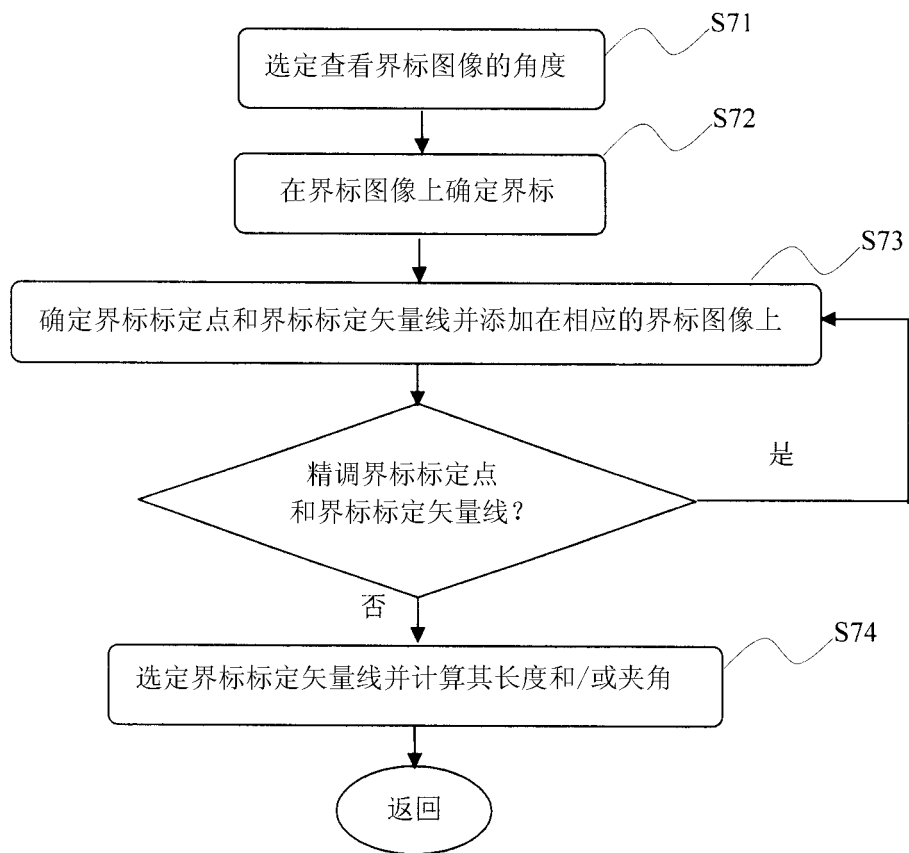 S71
选定查看界标图像的角度
S72
在界标图像上确定界标
S73
确定界标标定点和界标标定矢量线并添加在相应的界标图像上
精调界标标定点
和界标标定矢量线？
是
否
S74
选定界标标定矢量线并计算其长度和/或夹角
返回